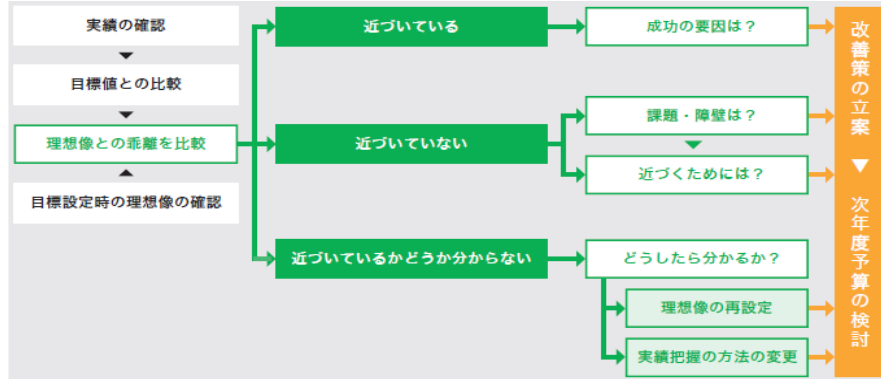 実績の確認
▼
目標値との比較
▼
理想像との乖離を比較
▲
目標設定時の理想像の確認
近づいている
成功の要因は？
近づいていない
課題・障壁は？
▼
近づくためには？
近づいているかどうか分からない
どうしたら分かるか？
理想像の再設定
実績把握の方法の変更
改善策の立案 ▼ 次年度予算の検討